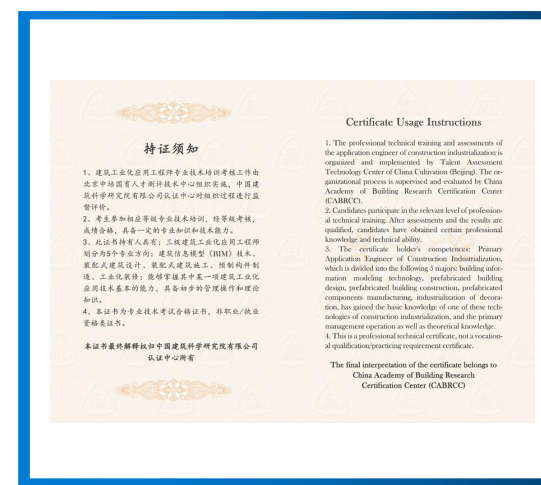 持证须知
1、建筑工业化应用工程师专业技术培训考核工作由
北京中培国育人才测评技术中心组织实施，中国建
筑科学研究院有限公司认证中心对组织过程进行监
督评价。
2、考生参加相应等级专业技术培训，经等级考核，
成绩合格，具备一定的专业知识和技术能力。
3、此证书持有人具有：三级建筑工业化应用工程师
划分为5个专业方向：建筑信息模型（BIM）技术、
装配式建筑设计、装配式建筑施工、预制构件制
造、工业化装修；能够掌握其中某一项建筑工业化
应用技术基本的能力，具备初步的管理操作和理论
知识。
4、本证书为专业技术考试合格证书，非职业/执业
资格类证书。
本证书最终解释权归中国建筑科学研究院有限公司
认证中心所有
Certificate Usage Instructions
1. The professional technical training and assessments of
the application engineer of construction industrialization is
organized and implemented by Talent Assessment
Technology Center of China Cultivation (Beijing). The or-
ganizational process is supervised and evaluated by China
Academy of Building Research Certification Center
(CABRCC).
2. Candidates participate in the relevant level of profession-
al technical training. After assessments and the results are
qualified, candidates have obtained certain professional
knowledge and technical ability.
3. The certificate holder's competences: Primary
Application Engineer of Construction Industrialization,
which is divided into the following 5 majors: building infor-
mation modeling technology, prefabricated building
design, prefabricated building construction, prefabricated
components manufacturing, industrialization of decora-
tion, has gained the basic knowledge of one of these tech-
nologies of construction industrialization, and the primary
management operation as well as theoretical knowledge.
4. This is a professional technical certificate, not a vocation-
al qualification/practicing requirement certificate.
The final interpretation of the certificate belongs to
China Academy of Building Research
Certification Center (CABRCC)